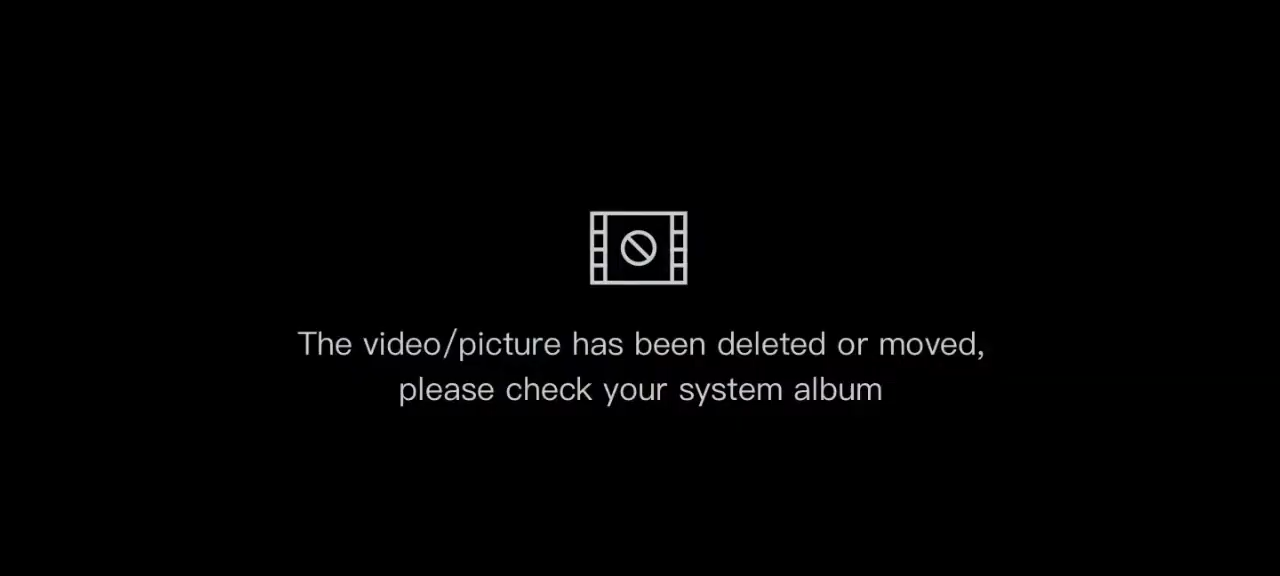 The video/picture has been deleted or moved,
please check your system album